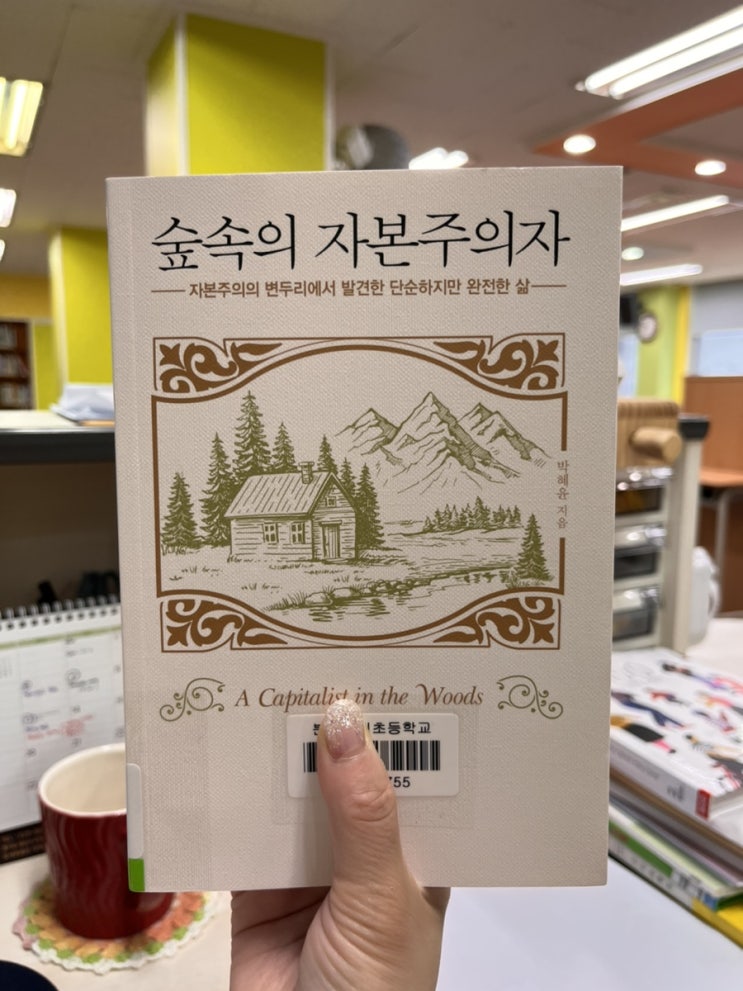 숲속의 자본주의자
자본주의의 변두리에서 발견한 단순하지만 완전한 삶
박혜윤 지음
A Capitalist in the Woods
초등학교
755